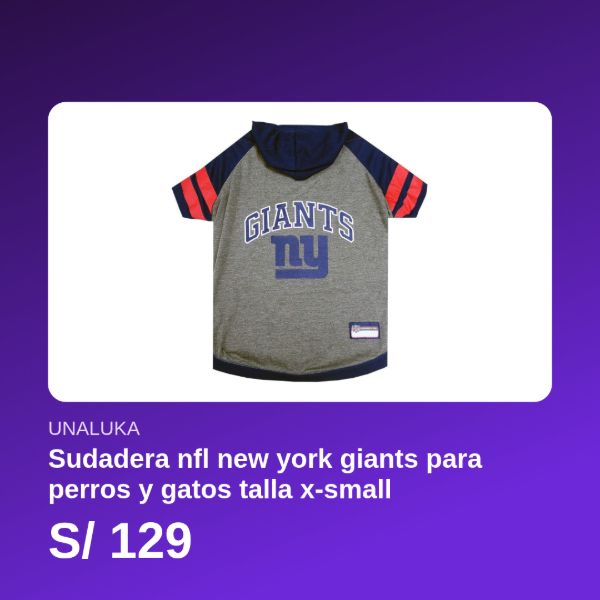 GIANTS
ny
UNALUKA
Sudadera nfl new york giants para
perros y gatos talla x-small
S/ 129